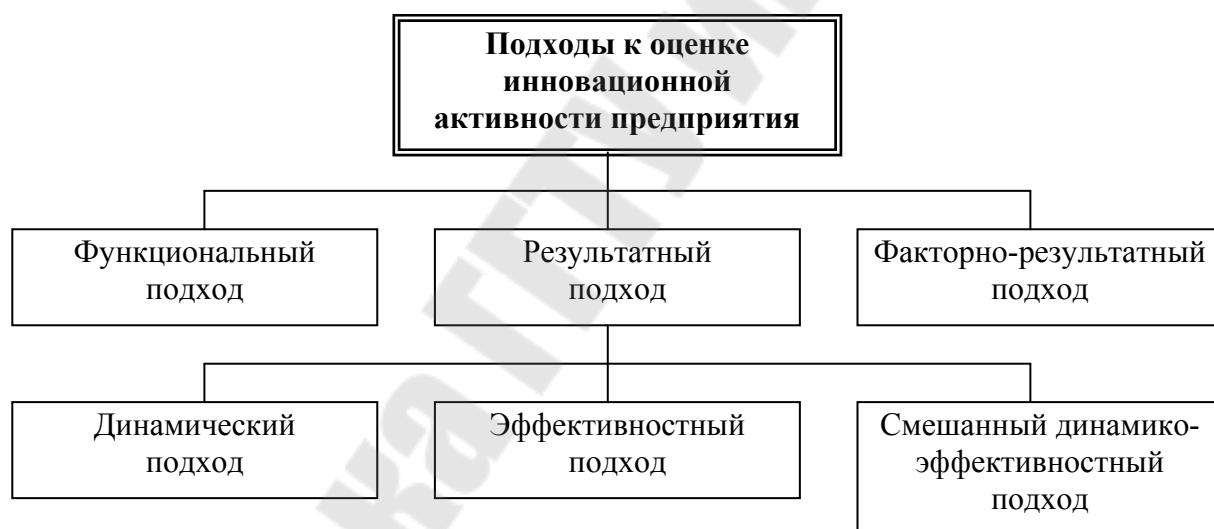 Подходы к оценке
инновационной
активности предприятия
Функциональный
подход
Результатный
подход
Факторно-результатный
подход
Динамический
подход
Эффективностный
подход
Смешанный динамико-
эффективностный
подход